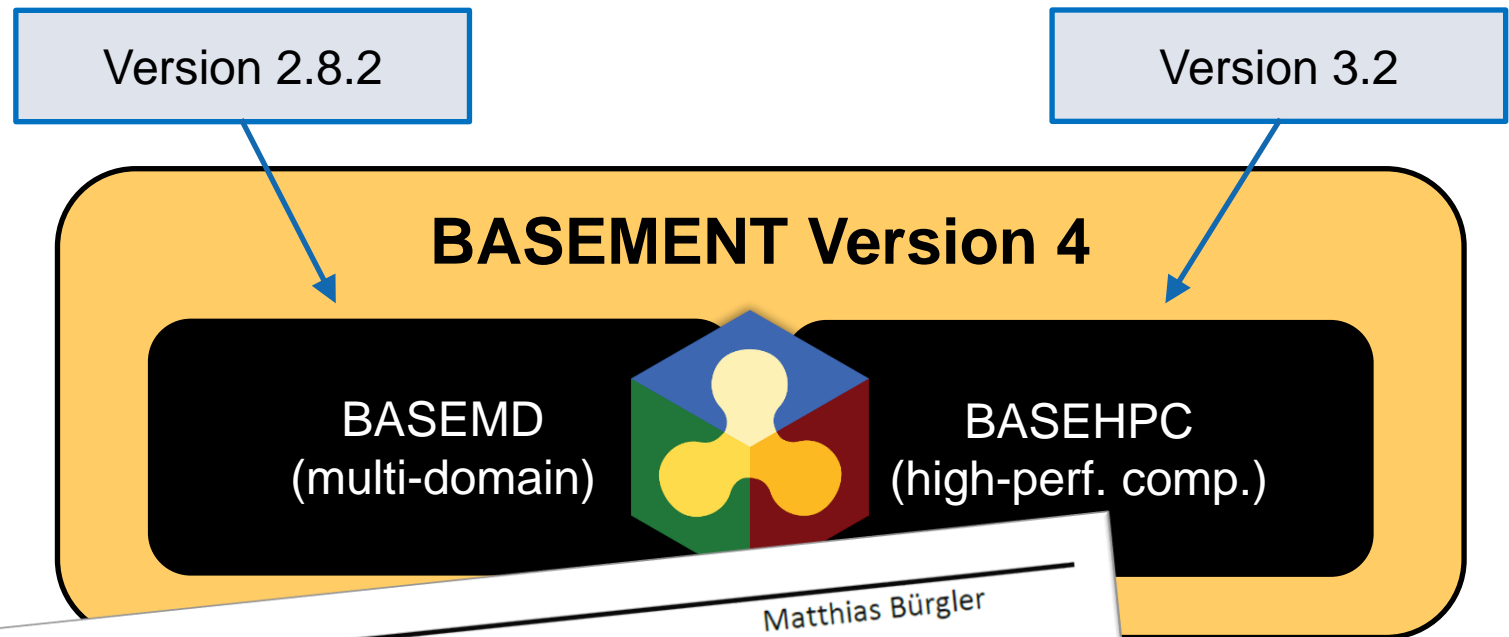 Version 2.8.2
Version 3.2
BASEMENT Version 4
BASEMD
(multi-domain)
BASEHPC
(high-perf. comp.)
Matthias Bürgler